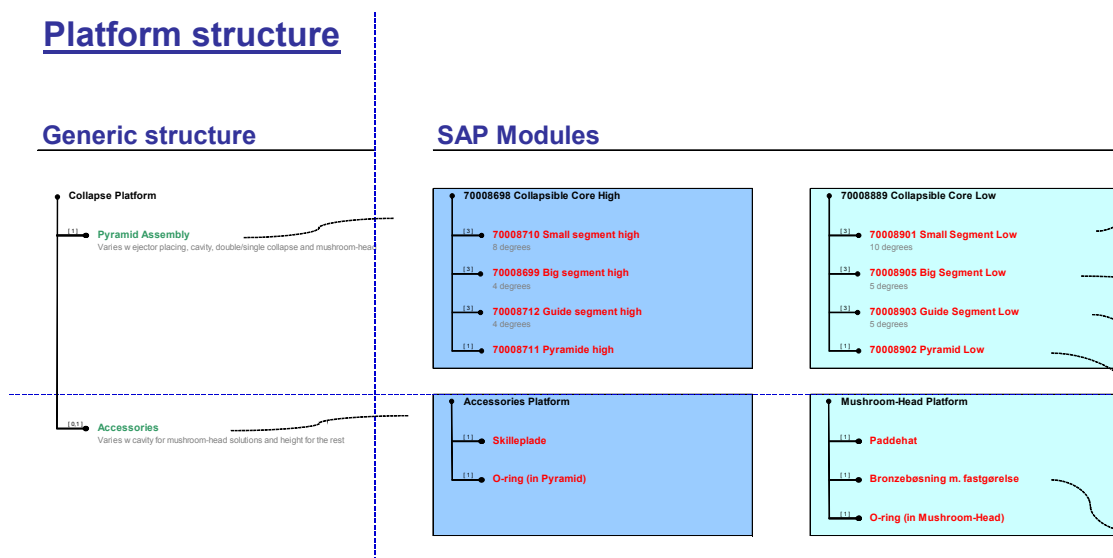 Platform structure
Generic structure
SAP Modules
Collapse Platform
[1] Pyramid Assembly
Varies w ejector placing, cavity, double/single collapse and mushroom-head
[0,1] Accessories
Varies w cavity for mushroom-head solutions and height for the rest
70008698 Collapsible Core High
[3] 70008710 Small segment high
8 degrees
[3] 70008699 Big segment high
4 degrees
[3] 70008712 Guide segment high
4 degrees
[1] 70008711 Pyramide high
70008889 Collapsible Core Low
[3] 70008901 Small Segment Low
10 degrees
[3] 70008905 Big Segment Low
5 degrees
[3] 70008903 Guide Segment Low
5 degrees
[1] 70008902 Pyramid Low
Accessories Platform
[1] Skilleplade
[1] O-ring (in Pyramid)
Mushroom-Head Platform
[1] Paddehat
[1] Bronzebøsning m. fastgørelse
[1] O-ring (in Mushroom-Head)